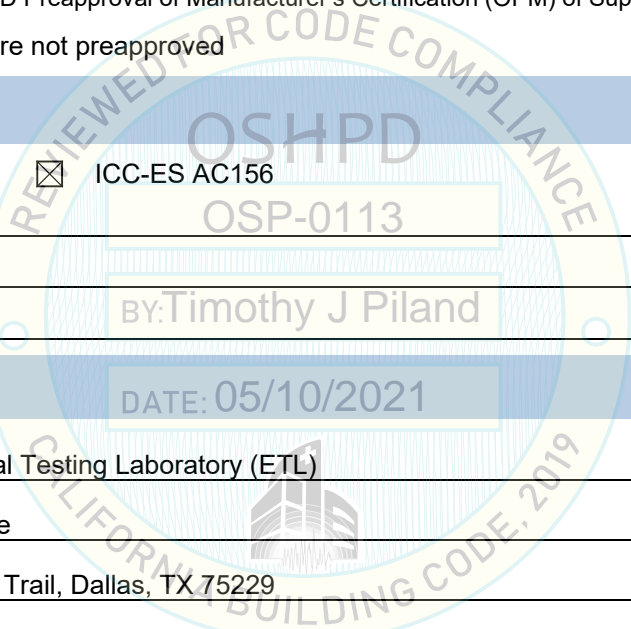 D Preapproval of Manufacturer's Certification (OPM) of Sup
re not preapproved
REVIEWED FOR CODE COMPLIANCE
OSHPD
☒ ICC-ES AC156
OSP-0113
BY:Timothy J Piland
DATE: 05/10/2021
al Testing Laboratory (ETL)
e
Trail, Dallas, TX 75229
CALIFORNIA BUILDING CODE, 2019